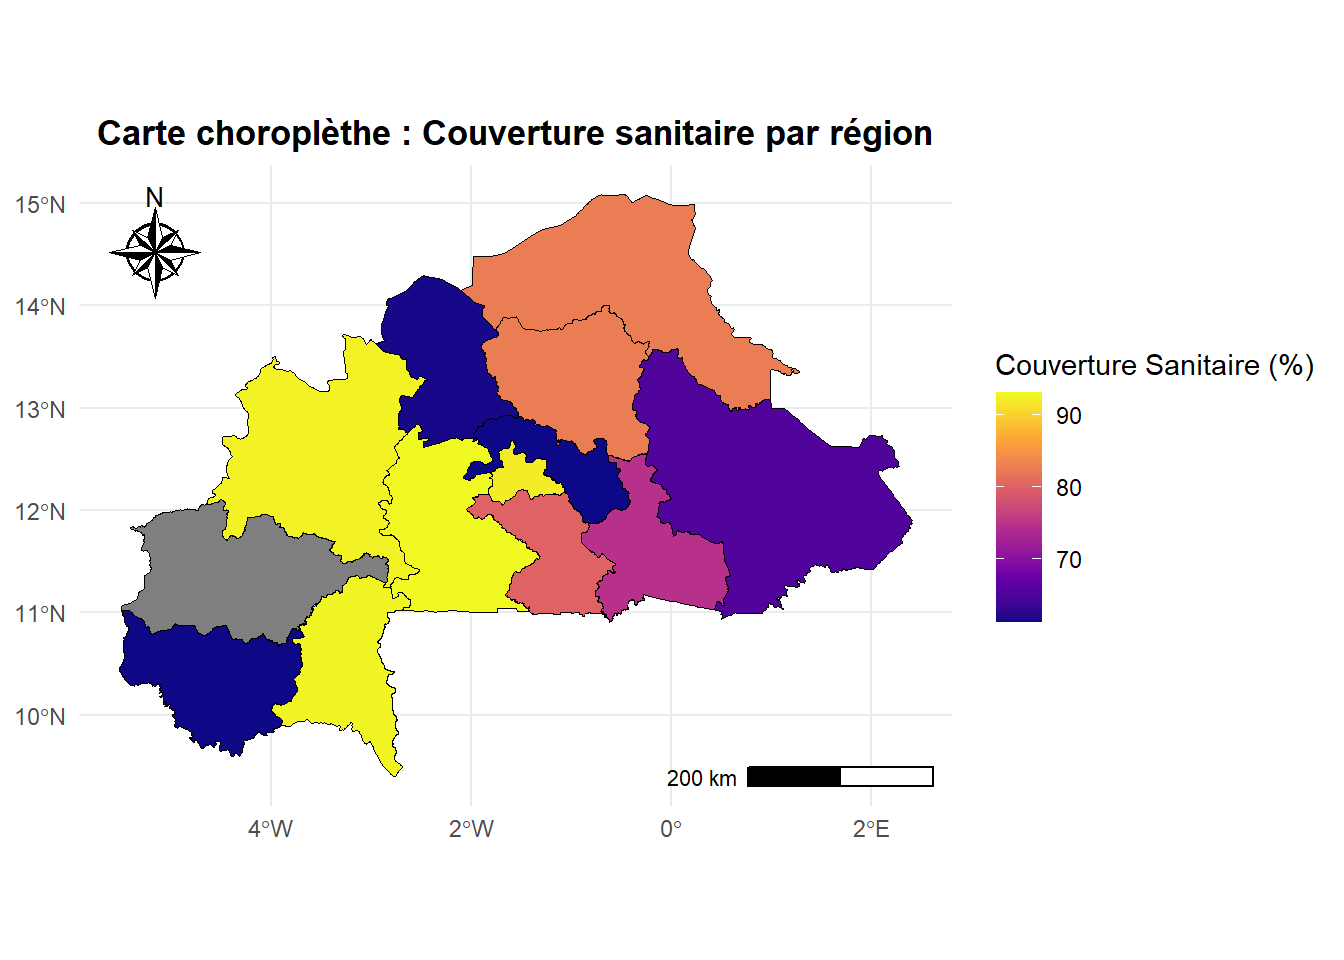 Carte choroplèthe : Couverture sanitaire par région
N
15°N
14°N
13°N
12°N
11°N
10°N
4°W
2°W
0°
2°E
200 km
Couverture Sanitaire (%)
90
80
70